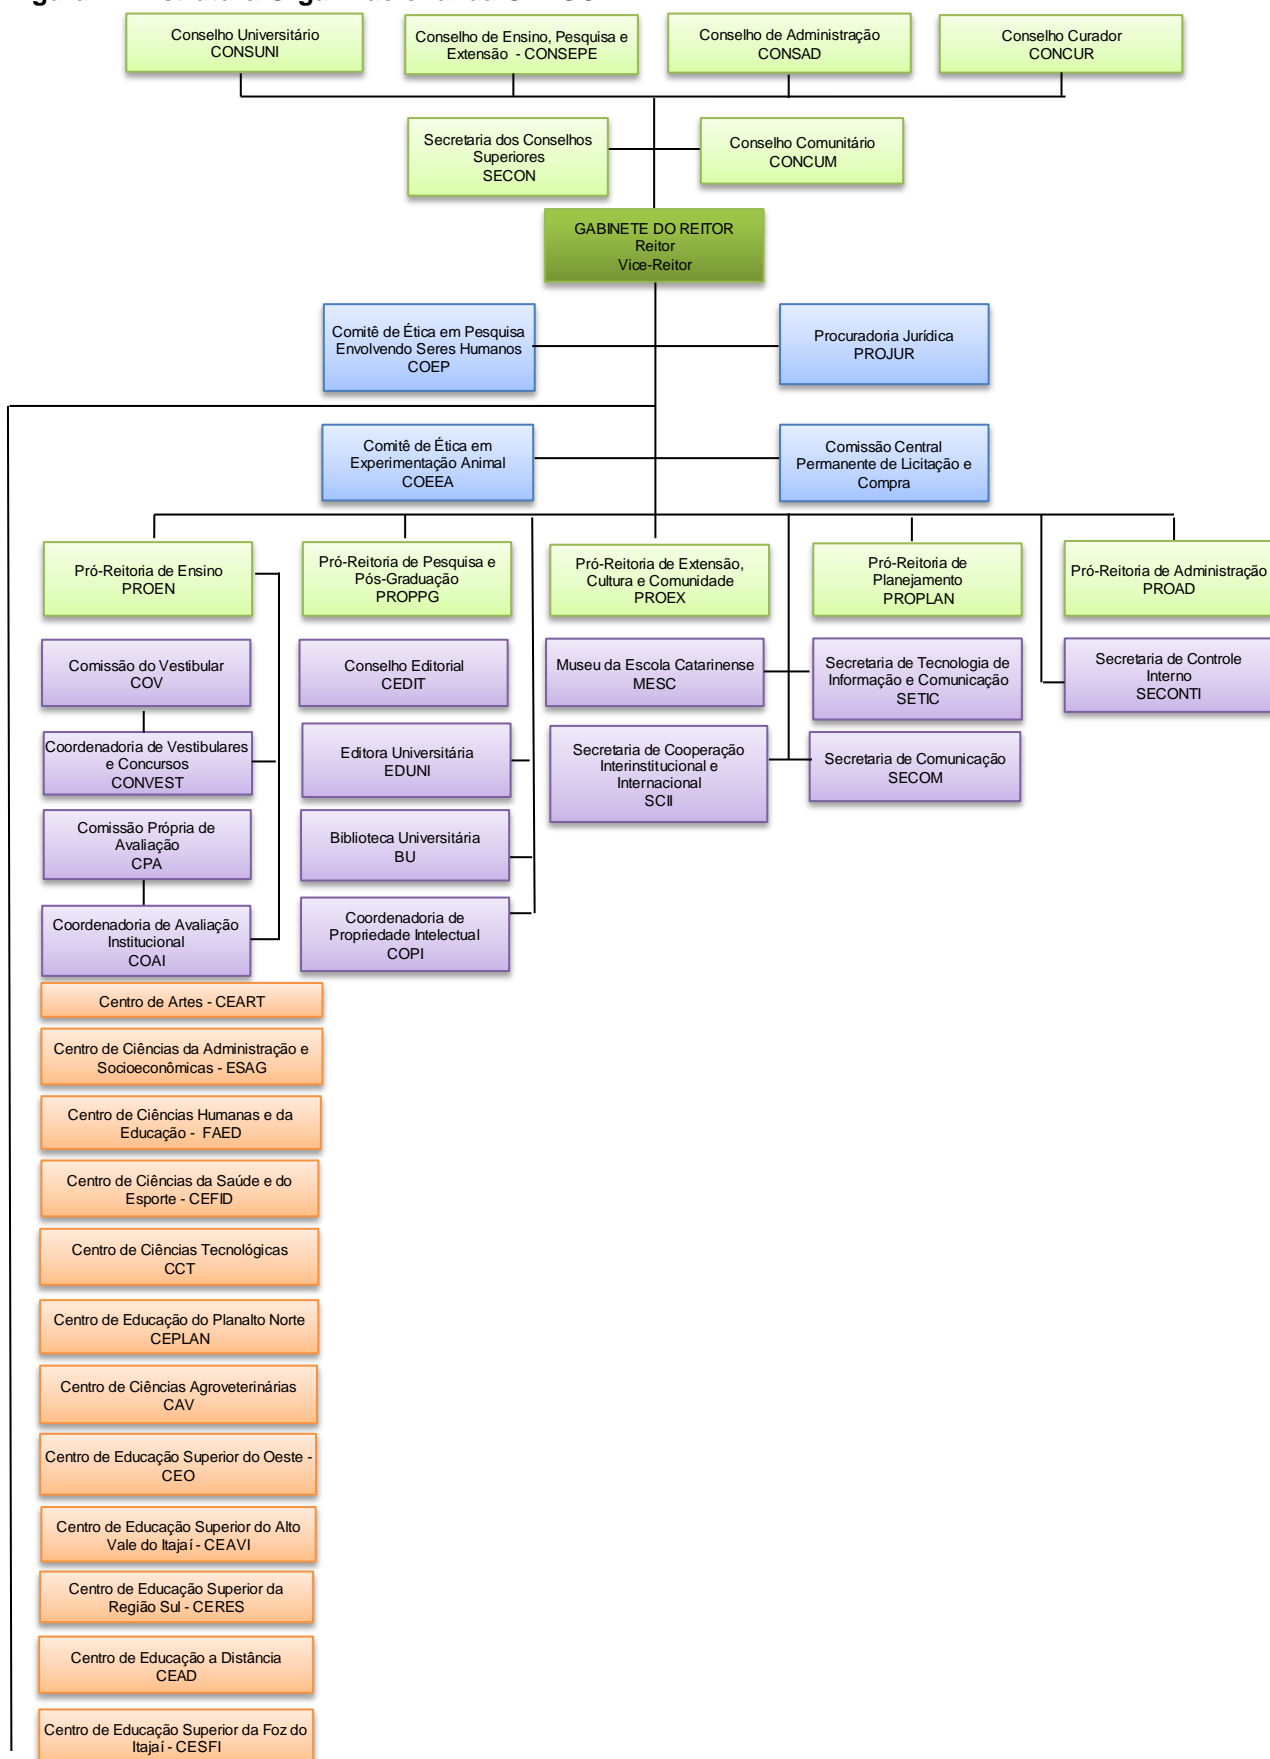 Conselho Universitário
CONSUNI
Conselho de Ensino, Pesquisa e
Extensão - CONSEPE
Conselho de Administração
CONSAD
Conselho Curador
CONCUR
Secretaria dos Conselhos
Superiores
SECON
Conselho Comunitário
CONCUM
GABINETE DO REITOR
Reitor
Vice-Reitor
Comitê de Ética em Pesquisa
Envolvendo Seres Humanos
COEP
Procuradoria Jurídica
PROJUR
Comitê de Ética em
Experimentação Animal
COEEA
Comissão Central
Permanente de Licitação e
Compra
Pró-Reitoria de Ensino
PROEN
Pró-Reitoria de Pesquisa e
Pós-Graduação
PROPPG
Pró-Reitoria de Extensão,
Cultura e Comunidade
PROEX
Pró-Reitoria de
Planejamento
PROPLAN
Pró-Reitoria de Administração
PROAD
Comissão do Vestibular
COV
Conselho Editorial
CEDIT
Museu da Escola Catarinense
MESC
Secretaria de Tecnologia de
Informação e Comunicação
SETIC
Secretaria de Controle
Interno
SECONTI
Coordenadoria de Vestibulares
e Concursos
CONVEST
Editora Universitária
EDUNI
Secretaria de Cooperação
Interinstitucional e
Internacional
SCII
Secretaria de Comunicação
SECOM
Comissão Própria de
Avaliação
CPA
Biblioteca Universitária
BU
Coordenadoria de Avaliação
Institucional
COAI
Coordenadoria de
Propriedade Intelectual
COPI
Centro de Artes - CEART
Centro de Ciências da Administração e
Socioeconômicas - ESAG
Centro de Ciências Humanas e da
Educação - FAED
Centro de Ciências da Saúde e do
Esporte - CEFID
Centro de Ciências Tecnológicas
CCT
Centro de Educação do Planalto Norte
CEPLAN
Centro de Ciências Agroveterinárias
CAV
Centro de Educação Superior do Oeste -
CEO
Centro de Educação Superior do Alto
Vale do Itajaí - CEAVI
Centro de Educação Superior da
Região Sul - CERES
Centro de Educação a Distância
CEAD
Centro de Educação Superior da Foz do
Itajaí - CESFI